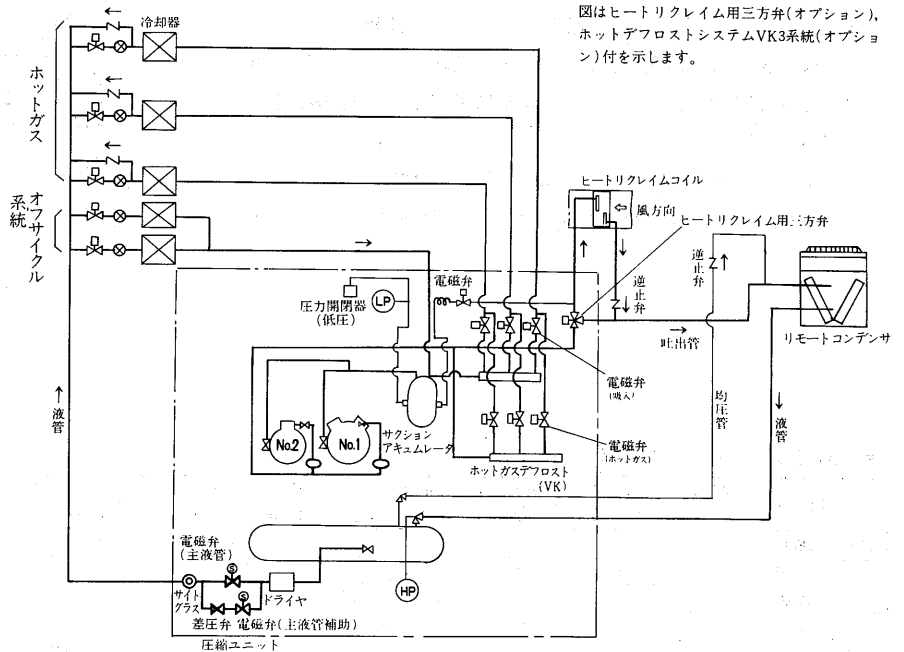 図はヒートリクレイム用三方弁(オプション)、
ホットデフロストシステムVK3系統(オプショ
ン)付を示します。
冷却器
ホットガス
オフサイクル
系統
ヒートリクレイムコイル
風方向
ヒートリクレイム用三方弁
逆止弁
逆止弁
電磁弁
圧力開閉器
(低圧)
LP
吐出管
リモートコンデンサ
電磁弁
(吸入)
均圧管
液管
液管
No.2
No.1
サクション
アキュムレータ
電磁弁
(ホットガス)
ホットガスデフロスト
(VK)
電磁弁
(主液管)
S
サイト
グラス
S
ドライヤ
HP
差圧弁
電磁弁(主液管補助)
圧縮ユニット